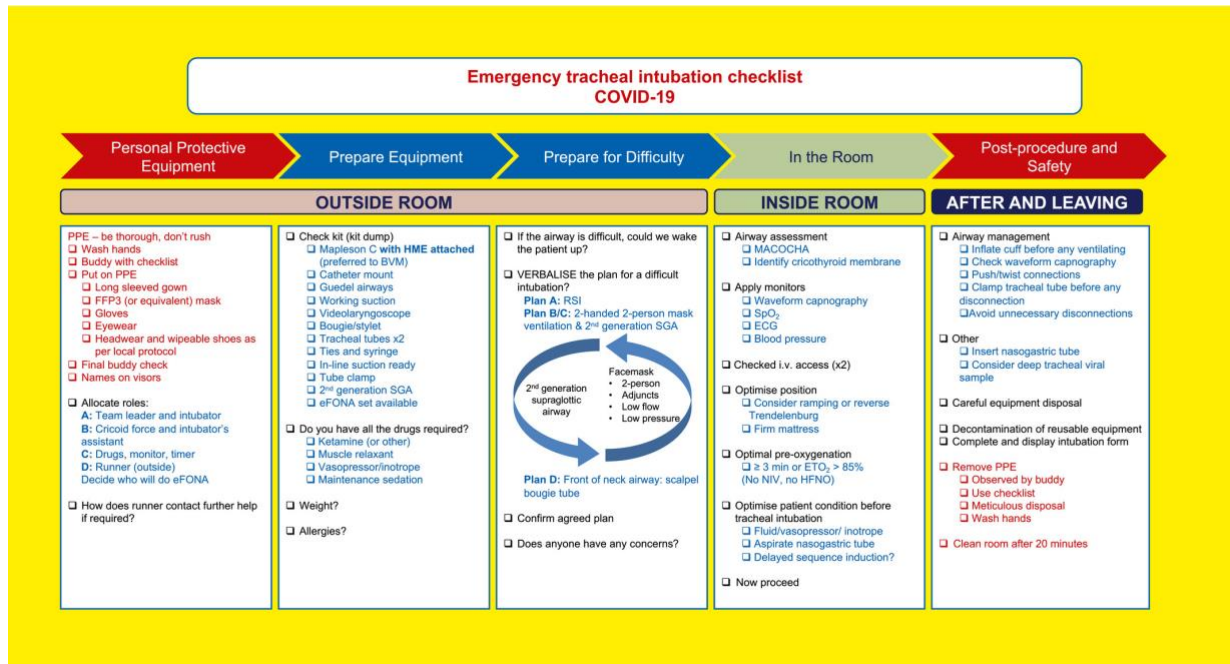 Emergency tracheal intubation checklist
COVID-19
Personal Protective
Equipment
Prepare Equipment
Prepare for Difficulty
In the Room
Post-procedure and
Safety
OUTSIDE ROOM
INSIDE ROOM
AFTER AND LEAVING
PPE – be thorough, don't rush
❑ Wash hands
❑ Buddy with checklist
❑ Put on PPE
❑ Long sleeved gown
❑ FFP3 (or equivalent) mask
❑ Gloves
❑ Eyewear
❑ Headwear and wipeable shoes as
per local protocol
❑ Final buddy check
❑ Names on visors
❑ Allocate roles:
A: Team leader and intubator
B: Cricoid force and intubator's
assistant
C: Drugs, monitor, timer
D: Runner (outside)
Decide who will do eFONA
❑ How does runner contact further help
if required?
❑ Check kit (kit dump)
❑ Mapleson C with HME attached
(preferred to BVM)
❑ Catheter mount
❑ Guedel airways
❑ Working suction
❑ Videolaryngoscope
❑ Bougie/stylet
❑ Tracheal tubes x2
❑ Ties and syringe
❑ In-line suction ready
❑ Tube clamp
❑ 2nd generation SGA
❑ eFONA set available
❑ Do you have all the drugs required?
❑ Ketamine (or other)
❑ Muscle relaxant
❑ Vasopressor/inotrope
❑ Maintenance sedation
❑ Weight?
❑ Allergies?
❑ If the airway is difficult, could we wake
the patient up?
❑ VERBALISE the plan for a difficult
intubation?
Plan A: RSI
Plan B/C: 2-handed 2-person mask
ventilation & 2nd generation SGA
2nd generation
supraglottic
airway
Facemask
• 2-person
• Adjuncts
• Low flow
• Low pressure
Plan D: Front of neck airway: scalpel
bougie tube
❑ Confirm agreed plan
❑ Does anyone have any concerns?
❑ Airway assessment
❑ MACOCHA
❑ Identify cricothyroid membrane
❑ Apply monitors
❑ Waveform capnography
❑ SpO2
❑ ECG
❑ Blood pressure
❑ Checked i.v. access (x2)
❑ Optimise position
❑ Consider ramping or reverse
Trendelenburg
❑ Firm mattress
❑ Optimal pre-oxygenation
❑ ≥ 3 min or ETO2 > 85%
(No NIV, no HFNO)
❑ Optimise patient condition before
tracheal intubation
❑ Fluid/vasopressor/ inotrope
❑ Aspirate nasogastric tube
❑ Delayed sequence induction?
❑ Now proceed
❑ Airway management
❑ Inflate cuff before any ventilating
❑ Check waveform capnography
❑ Push/twist connections
❑ Clamp tracheal tube before any
disconnection
❑Avoid unnecessary disconnections
❑ Other
❑ Insert nasogastric tube
❑ Consider deep tracheal viral
sample
❑ Careful equipment disposal
❑ Decontamination of reusable equipment
❑ Complete and display intubation form
❑ Remove PPE
❑ Observed by buddy
❑ Use checklist
❑ Meticulous disposal
❑ Wash hands
❑ Clean room after 20 minutes